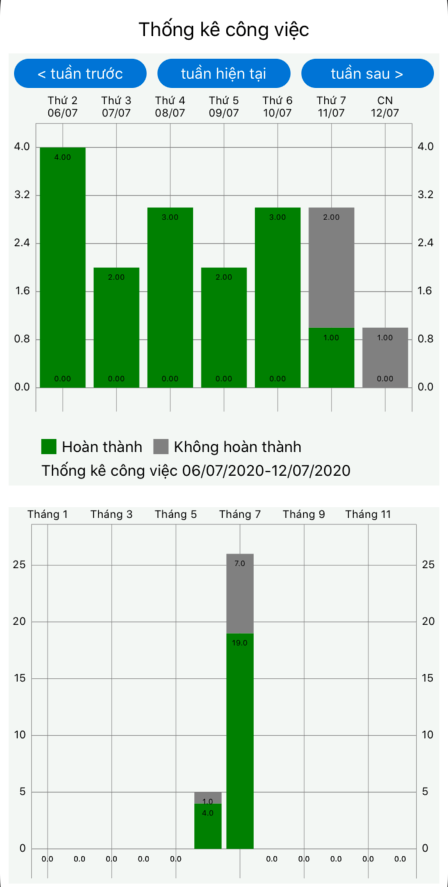 Thống kê công việc
< tuần trước tuần hiện tại tuần sau >
Thứ 2 Thứ 3 Thứ 4 Thứ 5 Thứ 6 Thứ 7 CN
06/07 07/07 08/07 09/07 10/07 11/07 12/07
4.0 4.0
4.00
3.2 3.2
3.00 3.00 2.00
2.4 2.4
2.00 2.00
1.6 1.6
0.8 0.8
1.00 1.00
0.00 0.00 0.00 0.00 0.00 0.00
0.0 0.0
Hoàn thành Không hoàn thành
Thống kê công việc 06/07/2020-12/07/2020
Tháng 1 Tháng 3 Tháng 5 Tháng 7 Tháng 9 Tháng 11
25 7.0 25
20 20
19.0
15 15
10 10
5 5
1.0
4.0
0 0
0.0 0.0 0.0 0.0 0.0 0.0 0.0 0.0 0.0 0.0